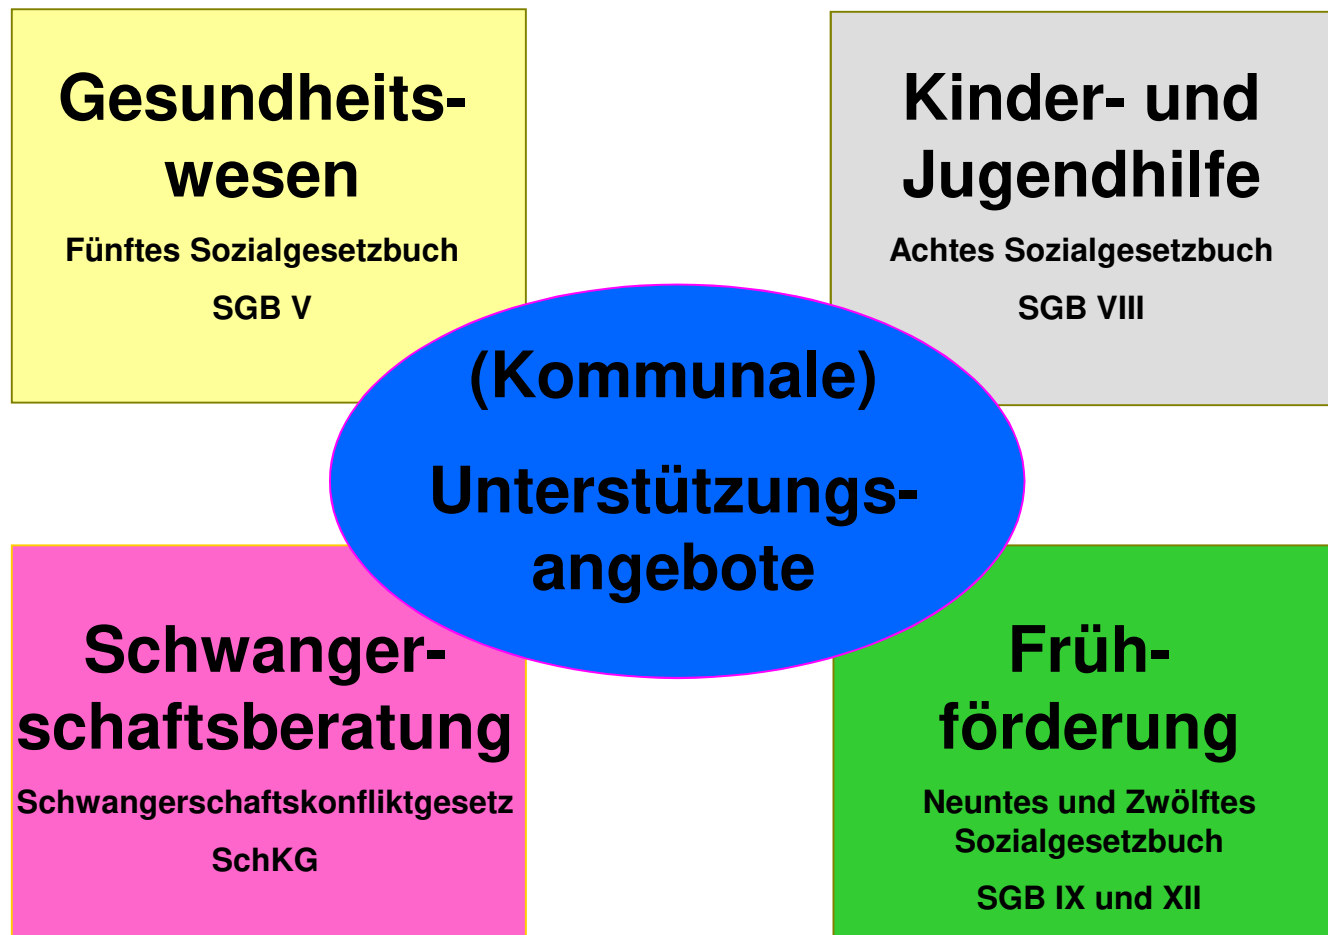 Gesundheits-
wesen
Fünftes Sozialgesetzbuch
SGB V
Kinder- und
Jugendhilfe
Achtes Sozialgesetzbuch
SGB VIII
(Kommunale)
Unterstützungs-
angebote
Schwanger-
schaftsberatung
Schwangerschaftskonfliktgesetz
SchKG
Früh-
förderung
Neuntes und Zwölftes
Sozialgesetzbuch
SGB IX und XII